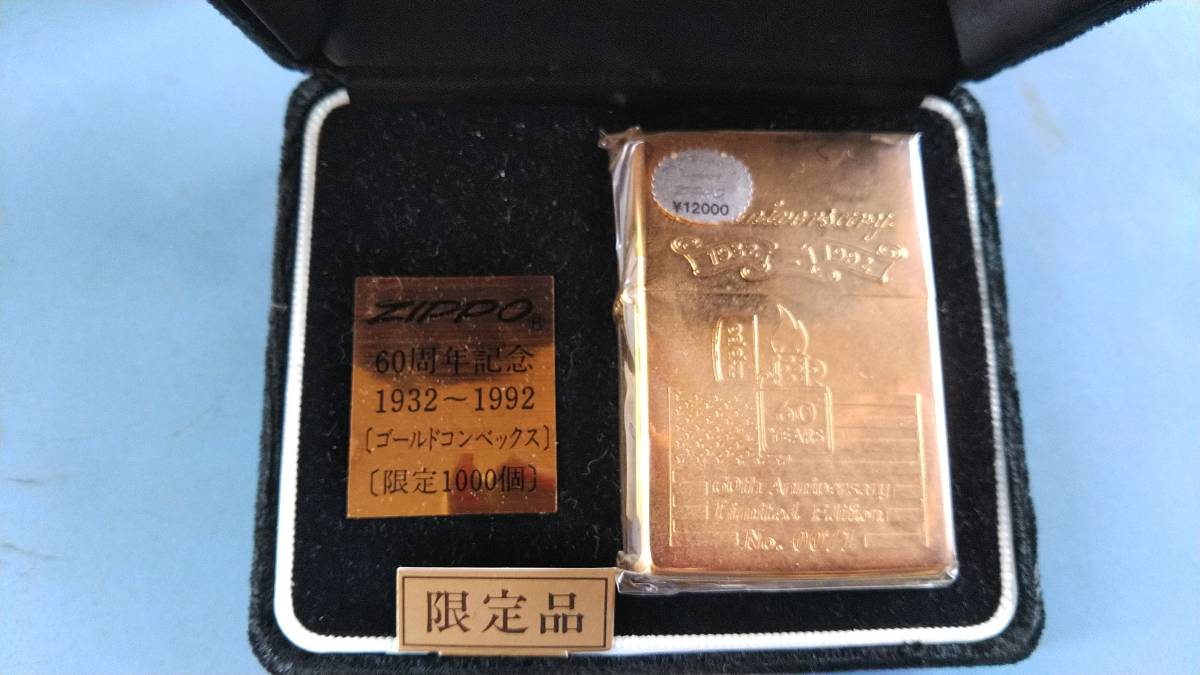 ZIPPO®
60周年記念
1932～1992
〔ゴールドコンベックス〕
〔限定1000個〕
限定品
¥12000
Anniversary
1932 1992
Zippo
60
YEARS
60th Anniversary
Limited Edition
No.